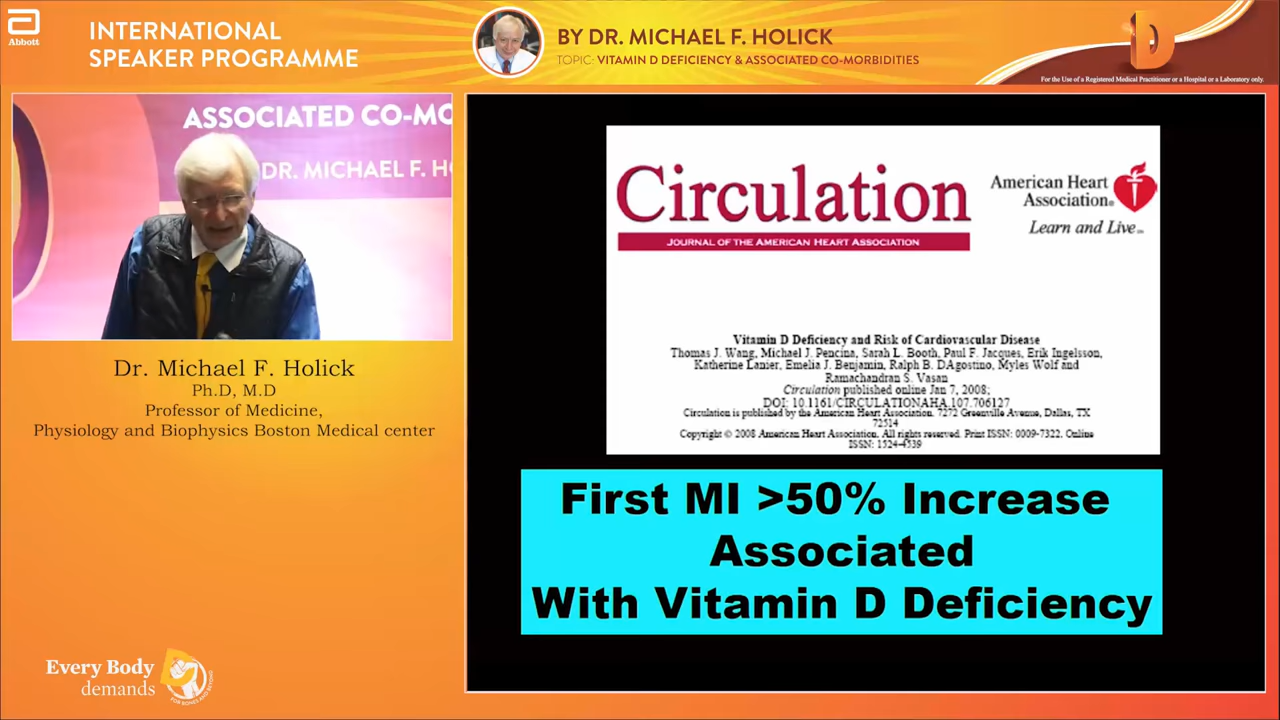 Abbott
INTERNATIONAL
SPEAKER PROGRAMME
BY DR. MICHAEL F. HOLICK
TOPIC: VITAMIN D DEFICIENCY & ASSOCIATED CO-MORBIDITIES
D
For the Use of a Registered Medical Practitioner or a Hospital or a Laboratory only.
ASSOCIATED CO-MO
DR. MICHAEL F. H
Dr. Michael F. Holick
Ph.D, M.D
Professor of Medicine,
Physiology and Biophysics Boston Medical center
Every Body
demands
FOR BONES AND BEYOND
Circulation
JOURNAL OF THE AMERICAN HEART ASSOCIATION
American Heart
Association®
Learn and Live
Vitamin D Deficiency and Risk of Cardiovascular Disease
Thomas J. Wang, Michael J. Pencina, Sarah L. Booth, Paul F. Jacques, Erik Ingelsson,
Katherine Lanier, Emelia J. Benjamin, Ralph B. DAgostino, Myles Wolf and
Ramachandran S. Vasan
Circulation published online Jan 7, 2008;
DOI: 10.1161/CIRCULATIONAHA.107.706127
Circulation is published by the American Heart Association. 7272 Greenville Avenue, Dallas, TX
72514
Copyright © 2008 American Heart Association. All rights reserved. Print ISSN: 0009-7322. Online
ISSN: 1524-4539
First MI >50% Increase
Associated
With Vitamin D Deficiency